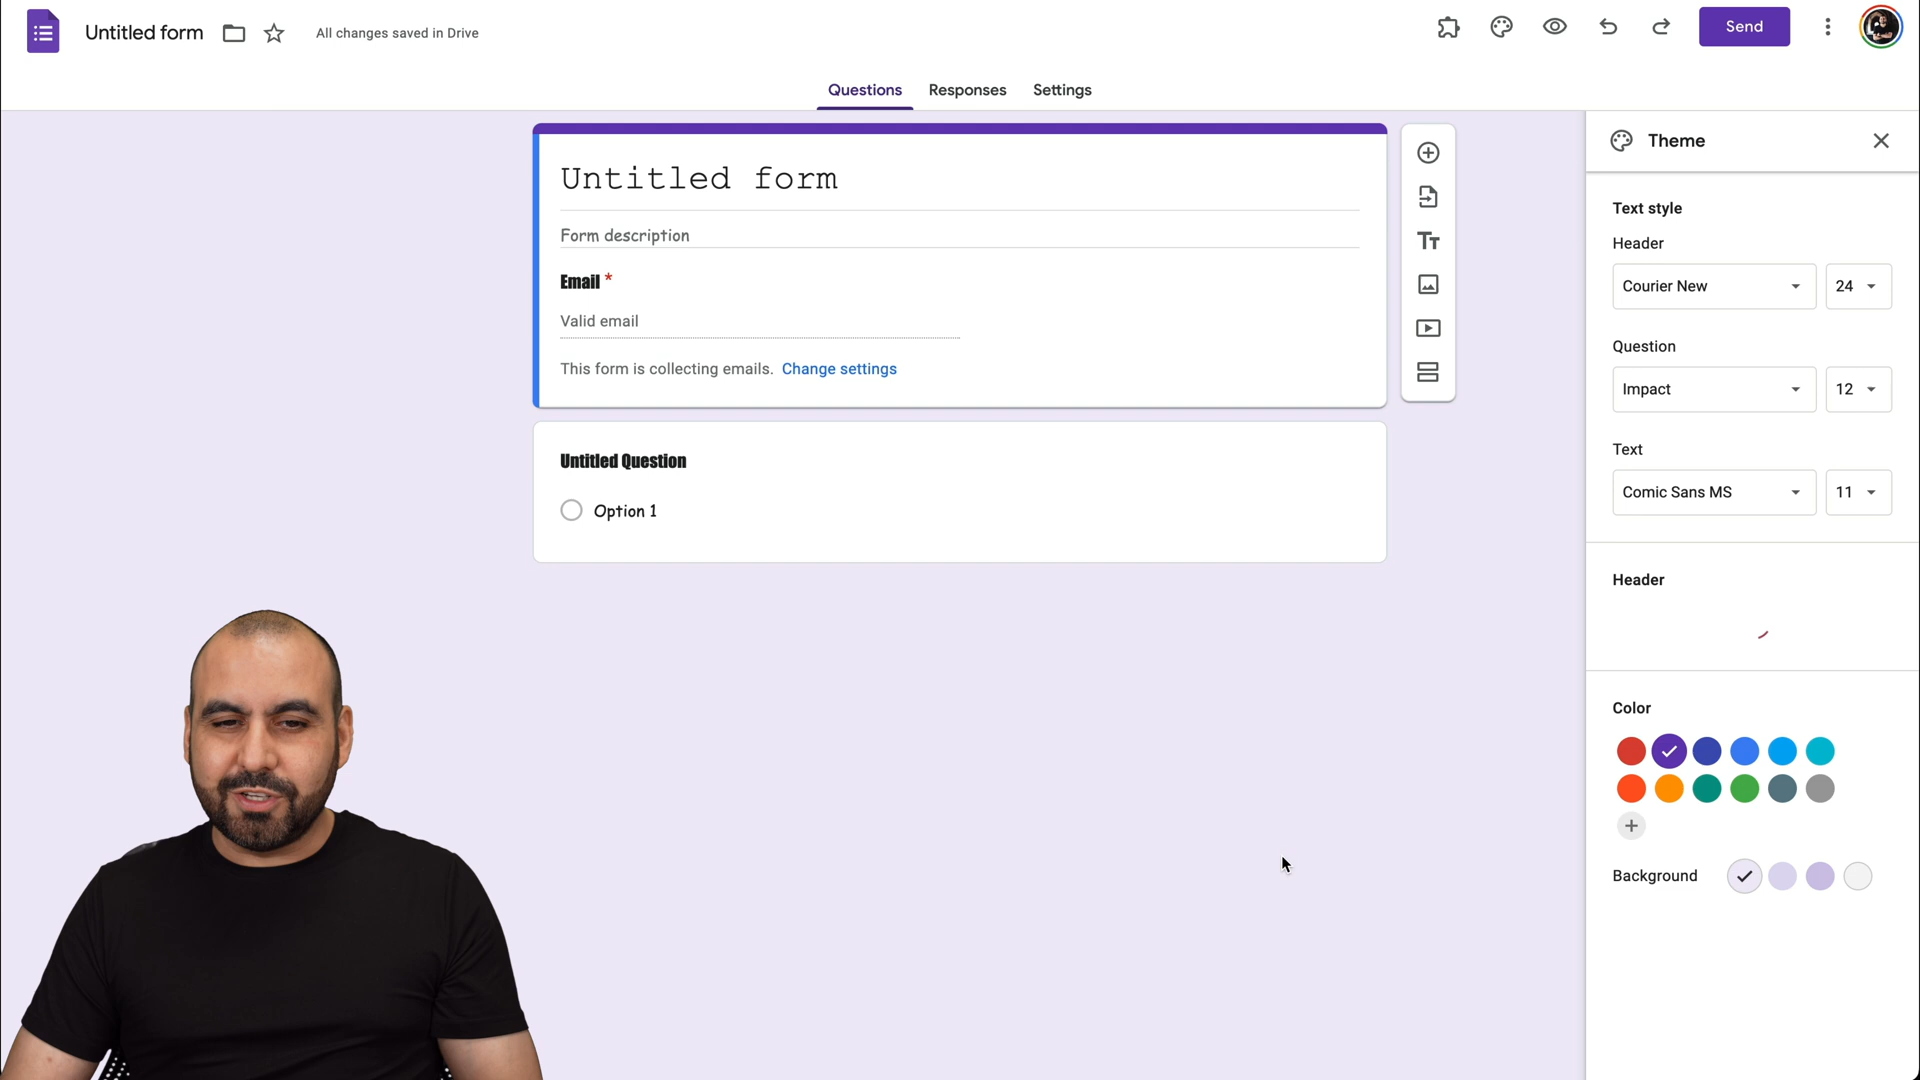 Untitled form
All changes saved in Drive
Send
Questions
Responses
Settings
Untitled form
Form description
Email *
Valid email
This form is collecting emails. Change settings
Untitled Question
Option 1
Theme
Text style
Header
Courier New
24
Question
Impact
12
Text
Comic Sans MS
11
Header
Color
Background